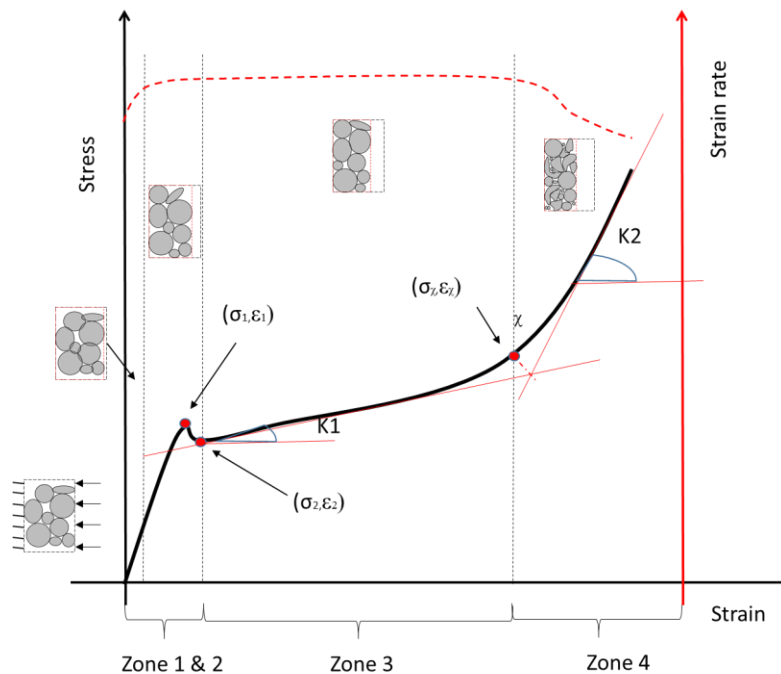 Stress
Strain rate
K2
(σχ,εχ)
χ
(σ1,ε1)
K1
(σ2,ε2)
Strain
Zone 1 & 2
Zone 3
Zone 4